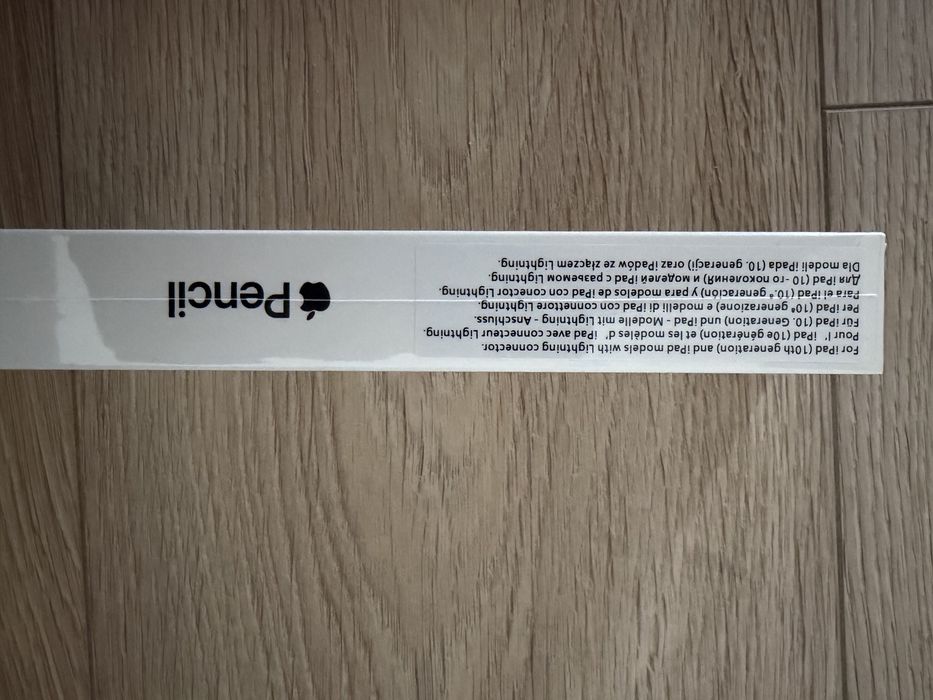 For iPad (10th generation) and models with iPad Lightning connector.
Pour l' iPad (10e génération) et les modèles d' iPad avec connecteur Lightning.
Für iPad (10. Generation) und iPad - Modelle mit Lightning - Anschluss.
Per iPad (10ª generazione) e modelli di iPad con connettore Lightning.
Para el iPad (10.ª generación) y para modelos de iPad con conector Lightning.
Для iPad (10 -го поколения) и моделей iPad с разъемом Lightning.
Dla modeli iPada (10. generacji) oraz iPadów ze złączem Lightning.
Pencil